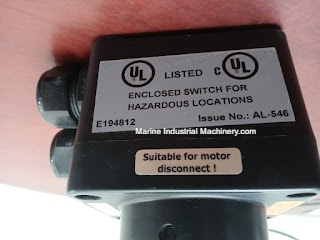 UL LISTED C UL
ENCLOSED SWITCH FOR
HAZARDOUS LOCATIONS
E194812 Issue No.: AL-546
Marine Industrial Machinery.com
Suitable for motor
disconnect !